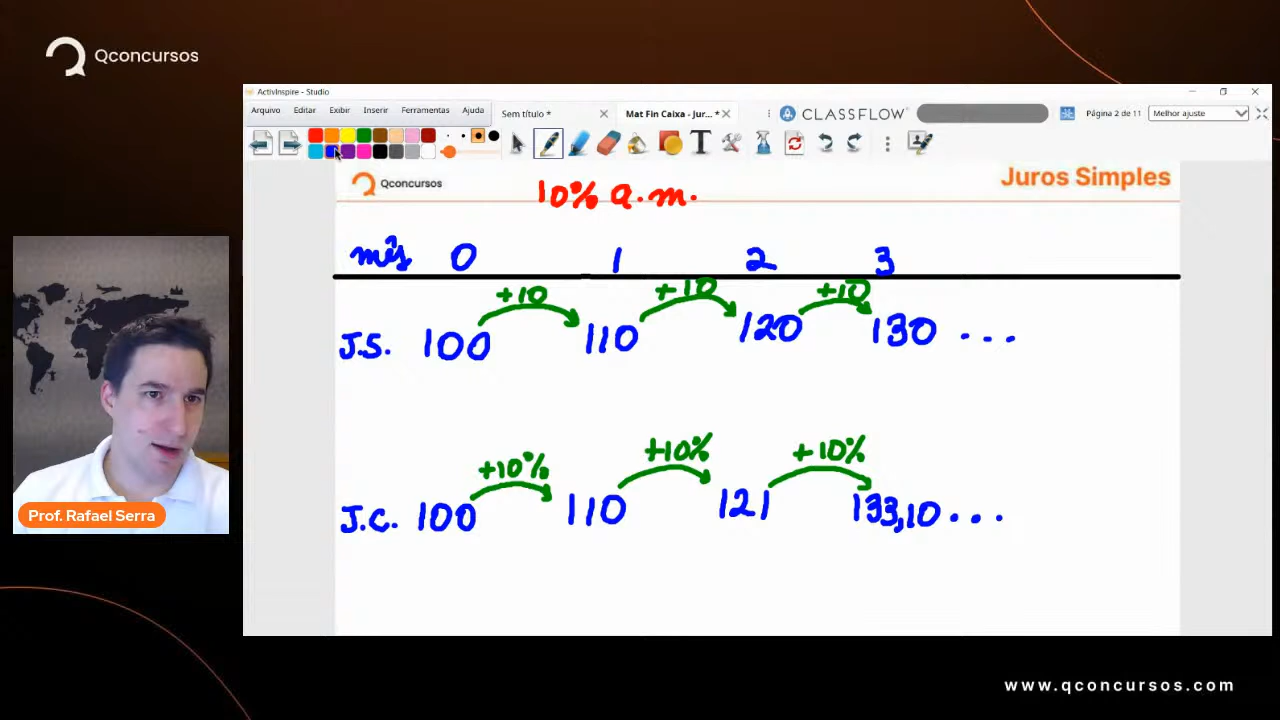 Qconcursos
ActivInspire - Studio
Arquivo Editar Exibir Inserir Ferramentas Ajuda
Sem título *
Mat Fin Caixa - Jur... *
CLASSFLOW
Página 2 de 11
Melhor ajuste
Qconcursos
10% a.m.
Juros Simples
mês 0 1 2 3
+10 +10 +10
J.S. 100 110 120 130 ...
+10% +10% +10%
J.C. 100 110 121 133,10 ...
Prof. Rafael Serra
www.qconcursos.com